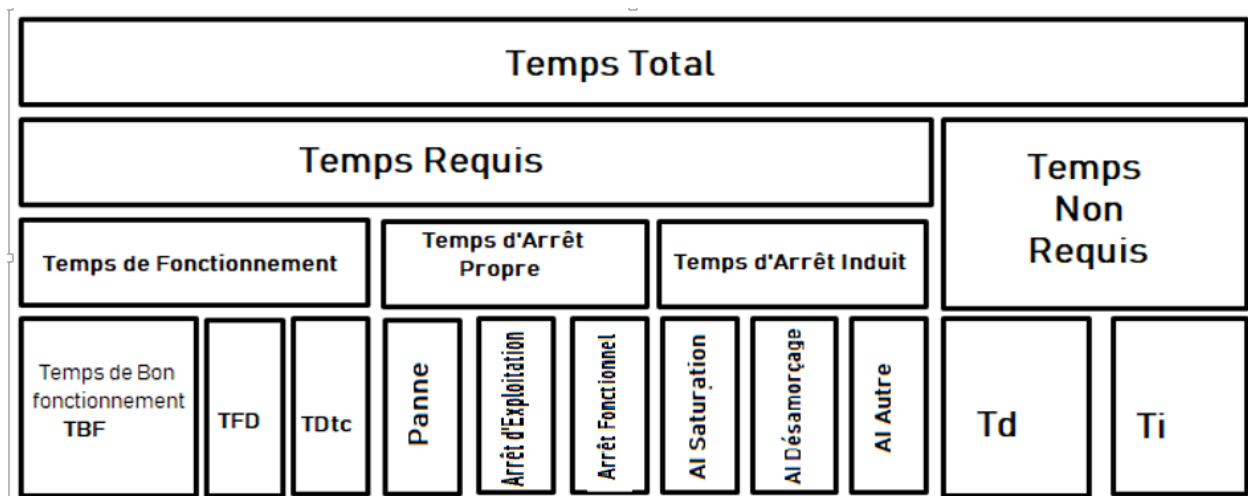 Temps Total
Temps Requis
Temps
Non
Requis
Temps de Fonctionnement
Temps d'Arrêt
Propre
Temps d'Arrêt Induit
Temps de Bon
fonctionnement
TBF
TFD
TDtc
Panne
Arrêt d'Exploitation
Arrêt Fonctionnel
AI Saturation
AI Désamorçage
AI Autre
Td
Ti